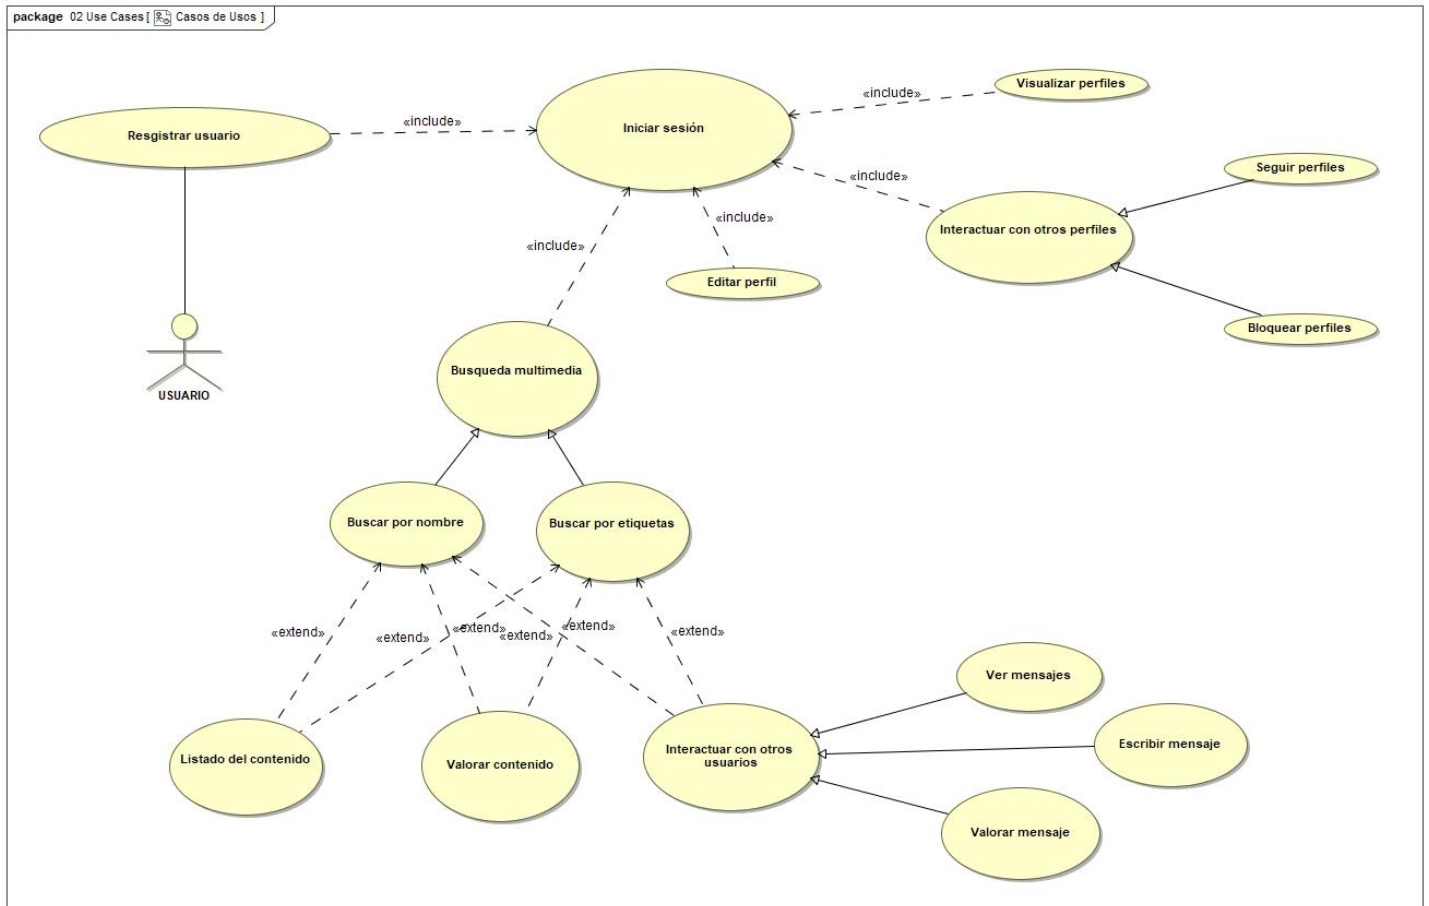 package 02 Use Cases [ Casos de Usos ]
Visualizar perfiles
«include»
«include»
Resgistrar usuario
Iniciar sesión
Seguir perfiles
«include»
«include»
Interactuar con otros perfiles
«include»
Editar perfil
Bloquear perfiles
Busqueda multimedia
USUARIO
Buscar por nombre
Buscar por etiquetas
«extend»
«extend»
«extend»
«extend»
«extend»
«extend»
Ver mensajes
Escribir mensaje
Interactuar con otros
usuarios
Listado del contenido
Valorar contenido
Valorar mensaje